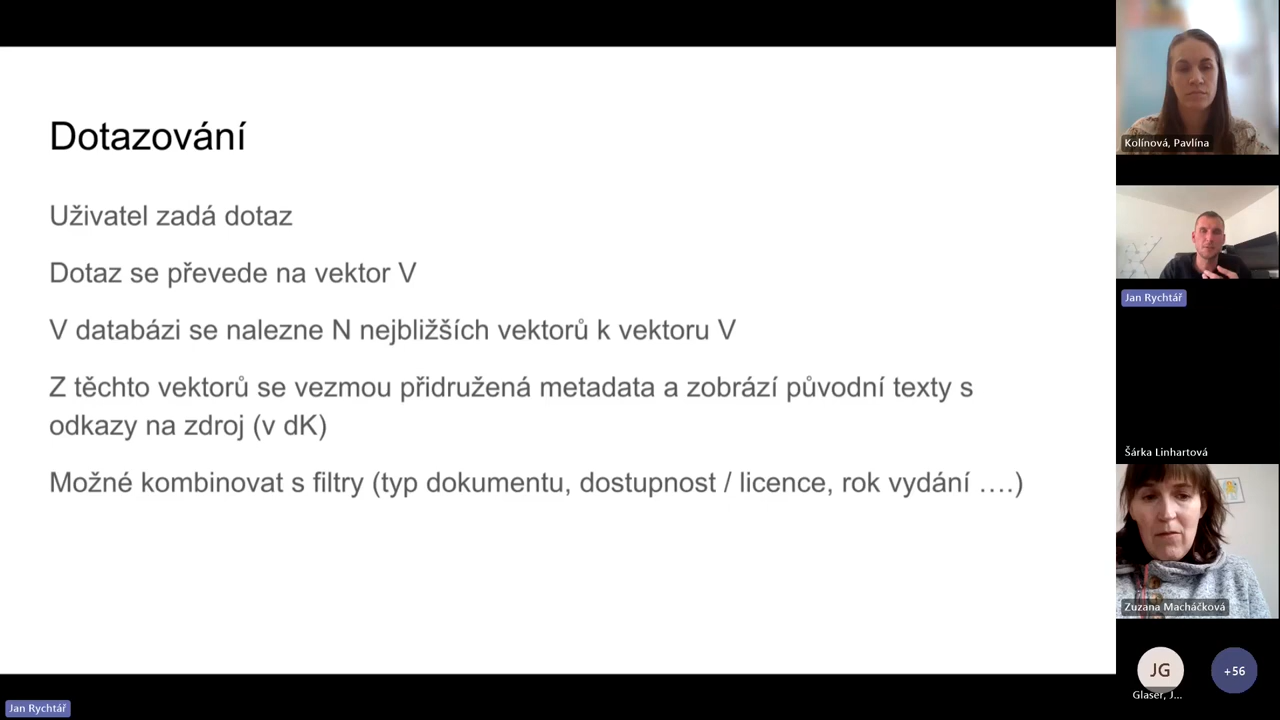 Dotazování
Uživatel zadá dotaz
Dotaz se převede na vektor V
V databázi se nalezne N nejbližších vektorů k vektoru V
Z těchto vektorů se vezmou přidružená metadata a zobrází původní texty s
odkazy na zdroj (v dK)
Možné kombinovat s filtry (typ dokumentu, dostupnost / licence, rok vydání ….)
Kolínová, Pavlína
Jan Rychtář
Šárka Linhartová
Zuzana Macháčková
JG
+56
Glaser, J...
Jan Rychtář